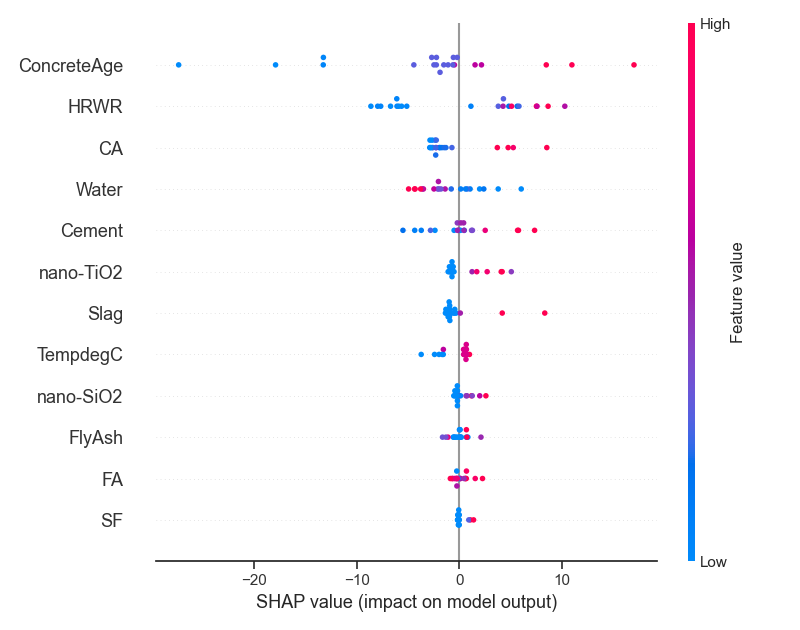 High
ConcreteAge
HRWR
CA
Water
Cement
nano-TiO2
Slag
TempdegC
nano-SiO2
FlyAsh
FA
SF
Low
Feature value
−20
−10
0
10
SHAP value (impact on model output)